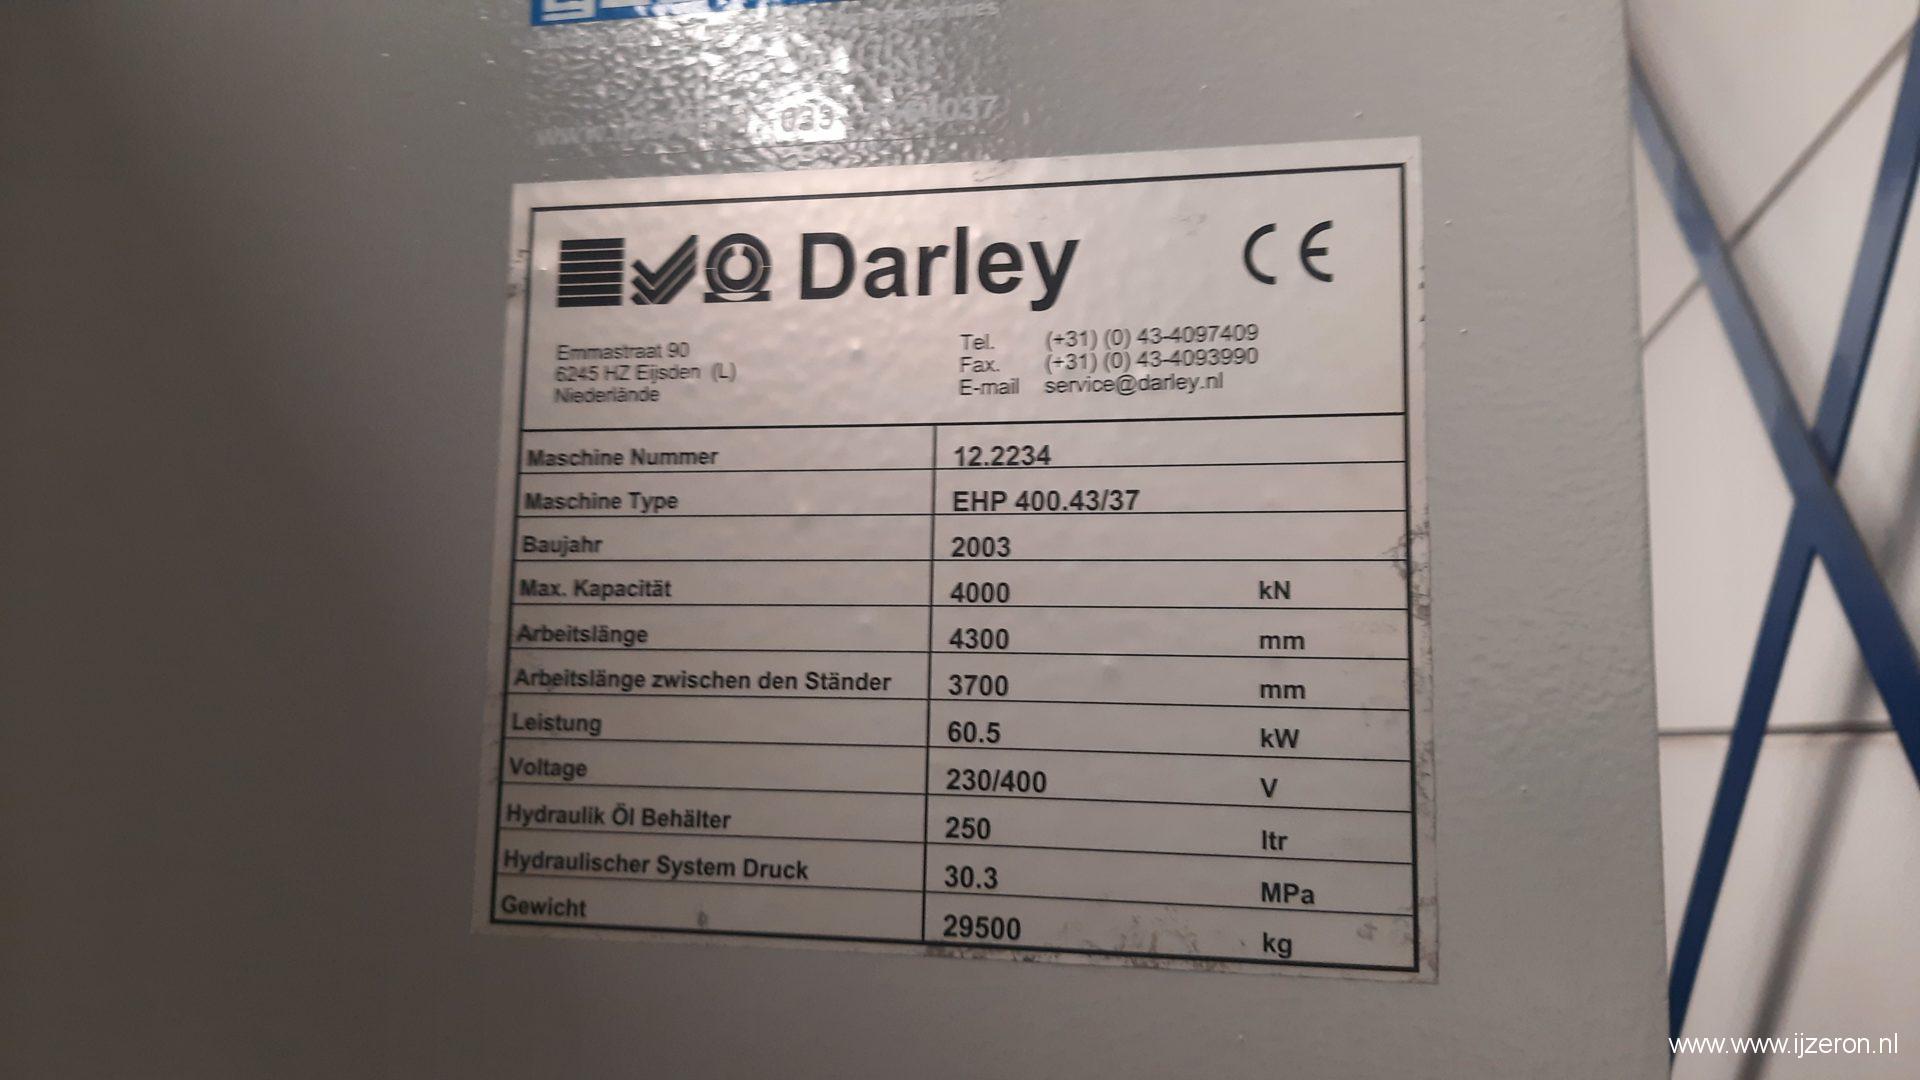 machines
Darley
CE
Emmastraat 90
6245 HZ Eijsden (L)
Niederlände
Tel. (+31) (0) 43-4097409
Fax. (+31) (0) 43-4093990
E-mail service@darley.nl
Maschine Nummer 12.2234
Maschine Type EHP 400.43/37
Baujahr 2003
Max. Kapacität 4000 kN
Arbeitslänge 4300 mm
Arbeitslänge zwischen den Ständer 3700 mm
Leistung 60.5 kW
Voltage 230/400 V
Hydraulik Öl Behälter 250 ltr
Hydraulischer System Druck 30.3 MPa
Gewicht 29500 kg
www.www.ijzeron.nl